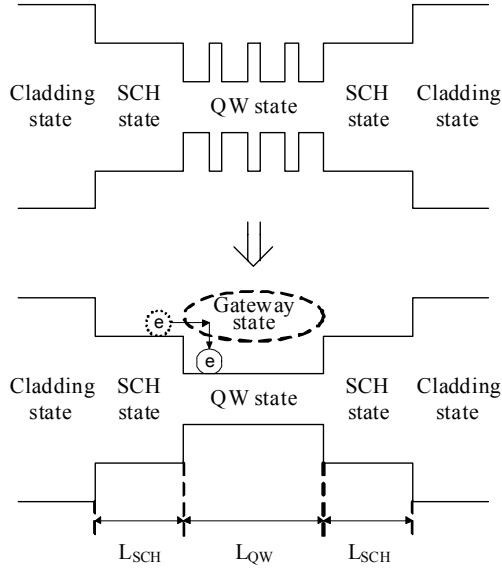 Cladding state
SCH state
QW state
SCH state
Cladding state
Gateway state
e
e
Cladding state
SCH state
QW state
SCH state
Cladding state
L_SCH
L_QW
L_SCH